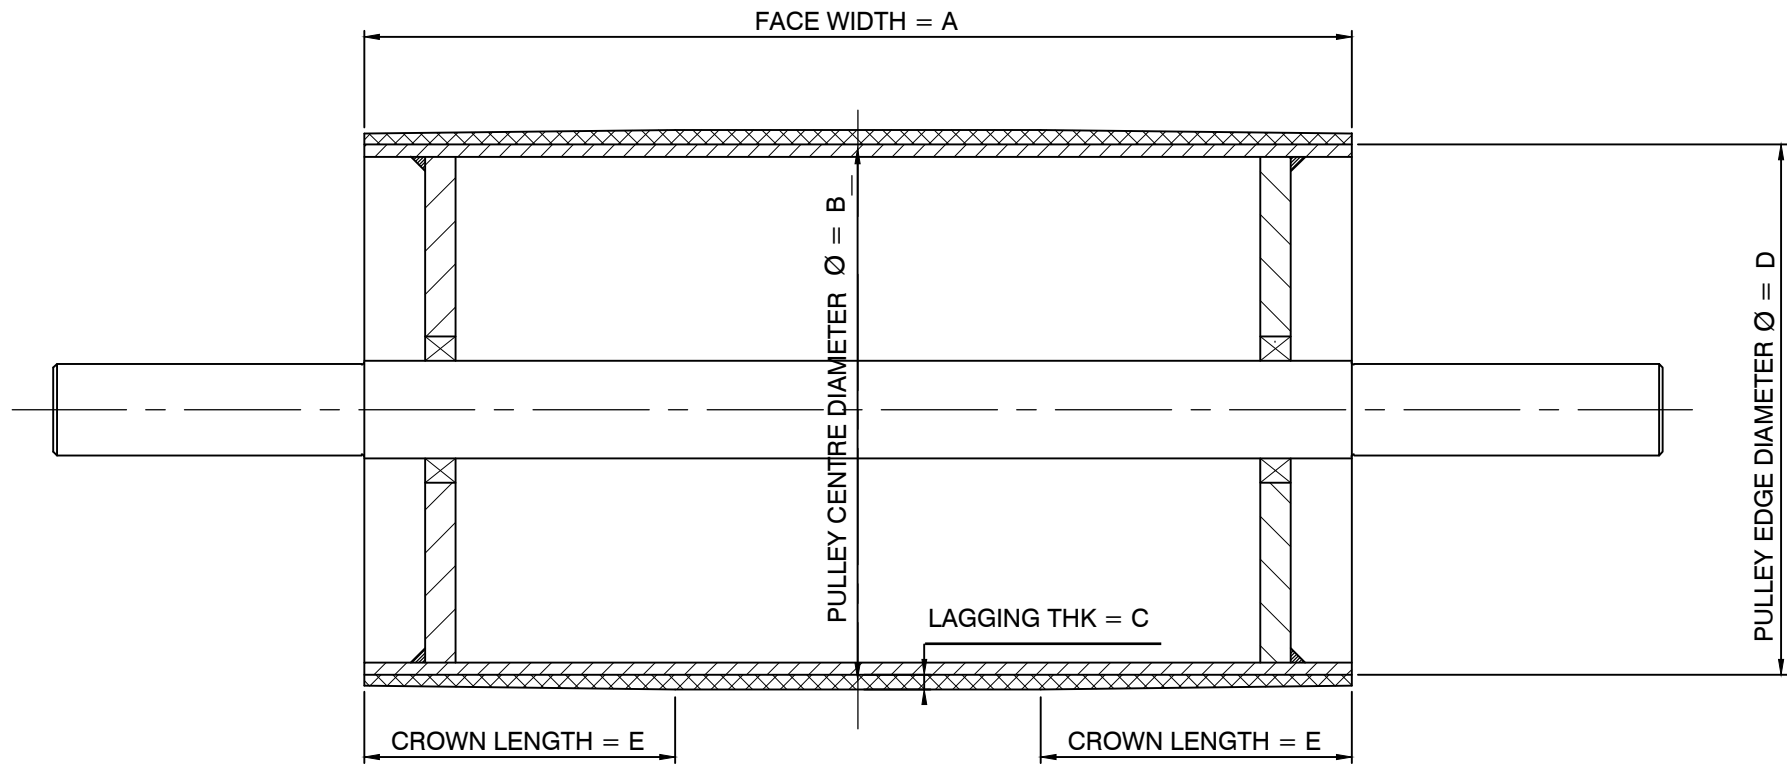 FACE WIDTH = A
PULLEY CENTRE DIAMETER Ø = B
PULLEY EDGE DIAMETER Ø = D
LAGGING THK = C
CROWN LENGTH = E
CROWN LENGTH = E